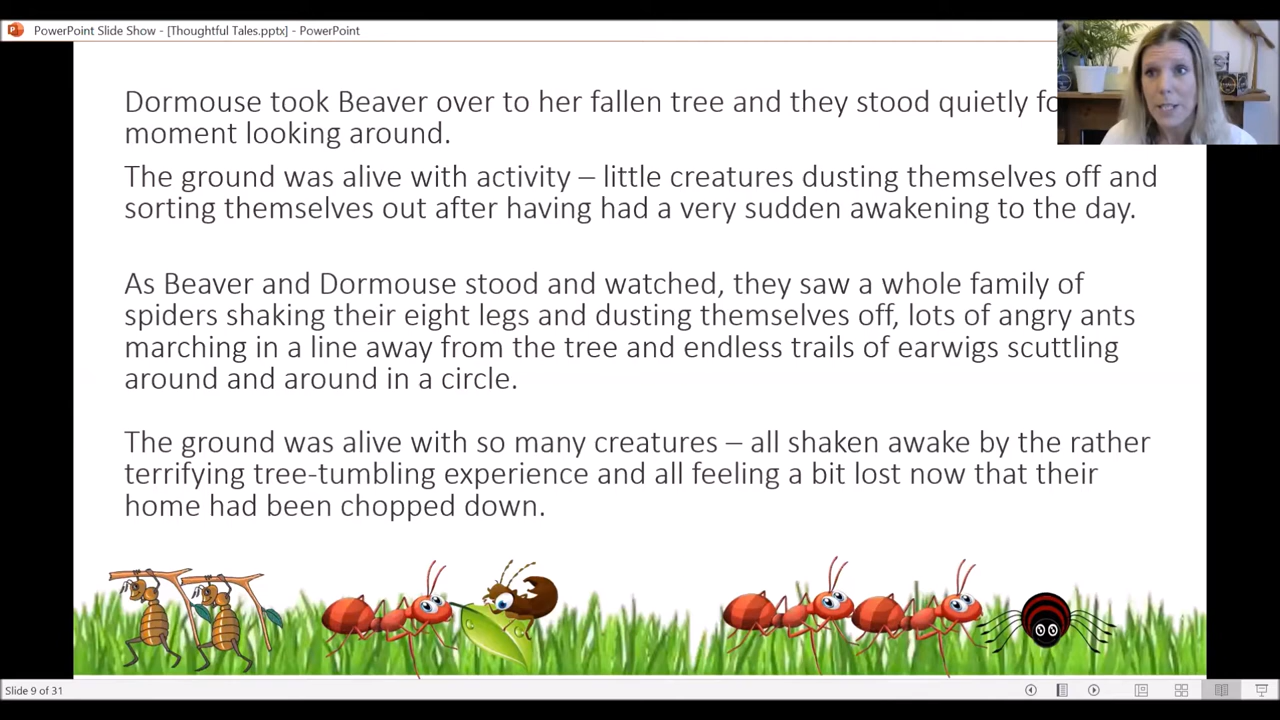 PowerPoint Slide Show - [Thoughtful Tales.pptx] - PowerPoint
Dormouse took Beaver over to her fallen tree and they stood quietly fo
moment looking around.
The ground was alive with activity – little creatures dusting themselves off and
sorting themselves out after having had a very sudden awakening to the day.
As Beaver and Dormouse stood and watched, they saw a whole family of
spiders shaking their eight legs and dusting themselves off, lots of angry ants
marching in a line away from the tree and endless trails of earwigs scuttling
around and around in a circle.
The ground was alive with so many creatures – all shaken awake by the rather
terrifying tree-tumbling experience and all feeling a bit lost now that their
home had been chopped down.
Slide 9 of 31